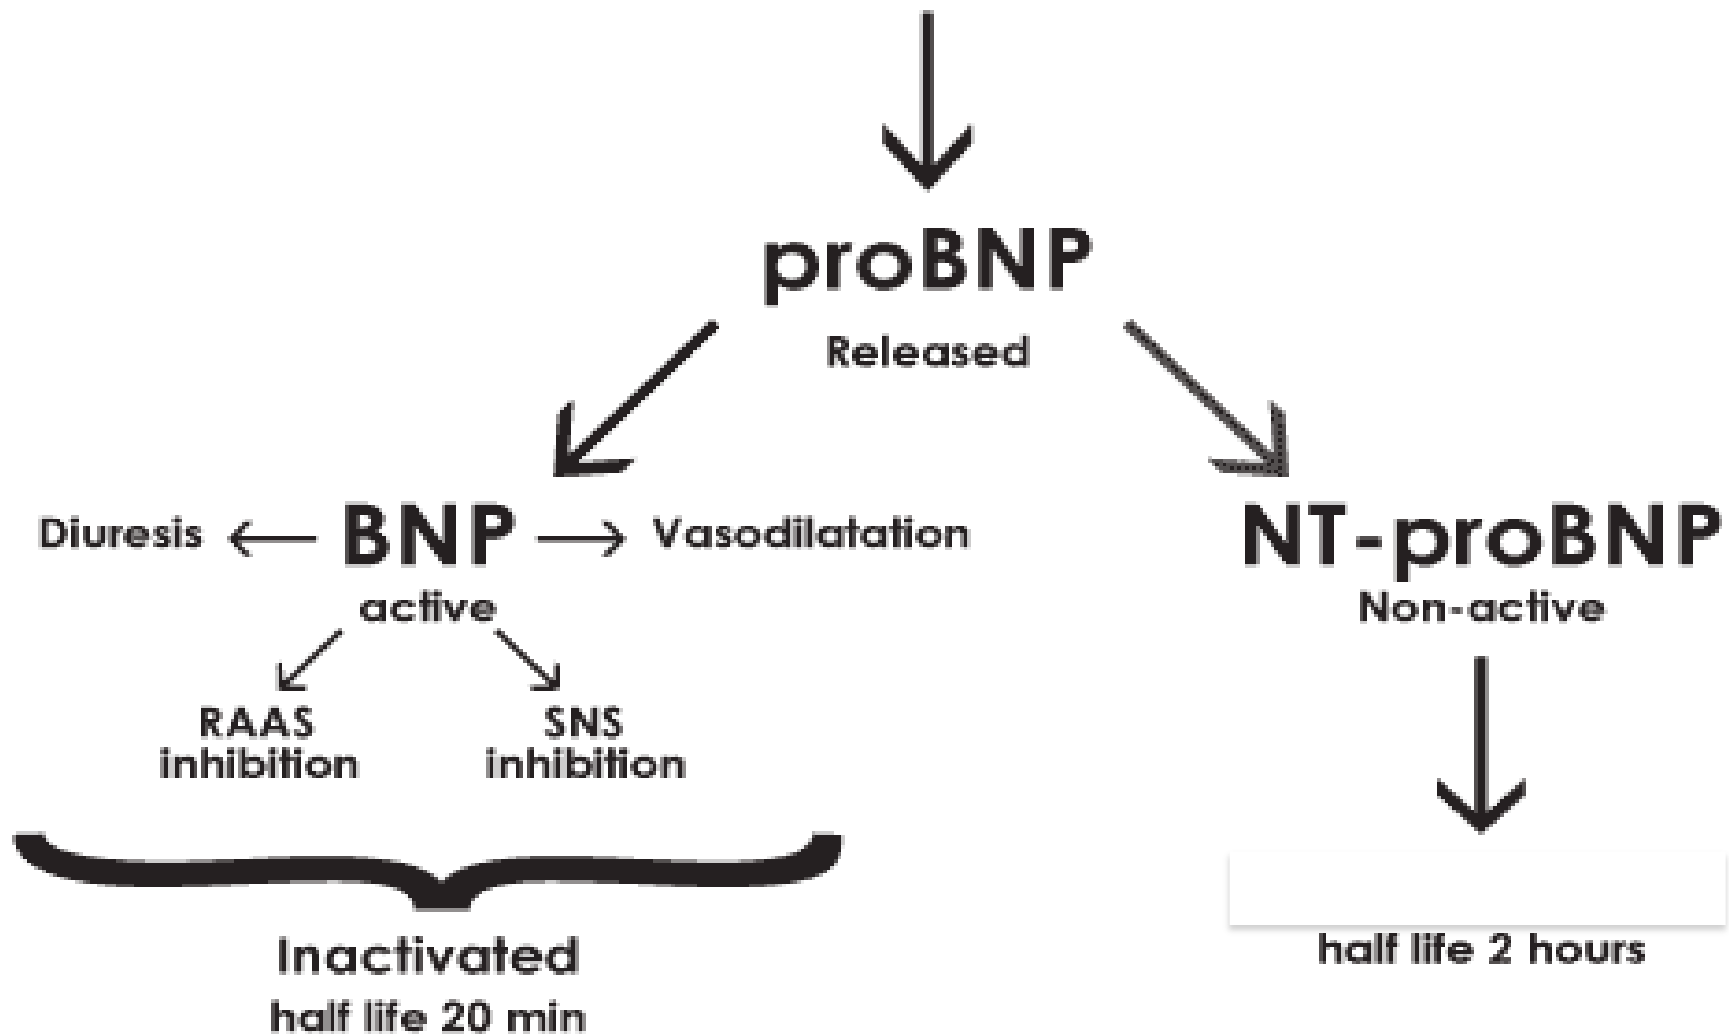 proBNP
Released
Diuresis
BNP
Vasodilatation
active
RAAS
inhibition
SNS
inhibition
Inactivated
half life 20 min
NT-proBNP
Non-active
half life 2 hours